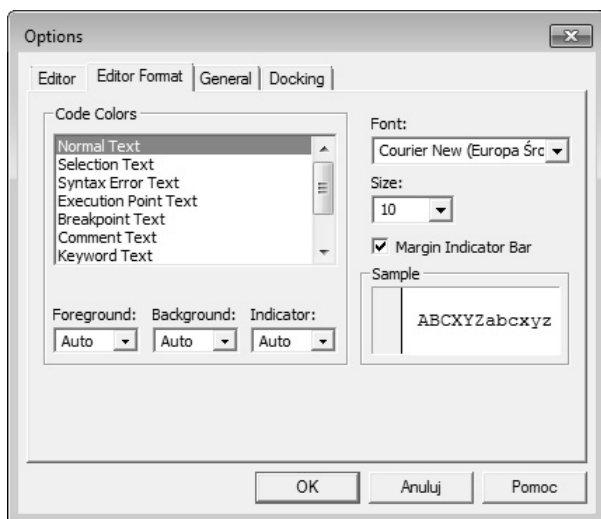 Options
Editor
Editor Format
General
Docking
Code Colors
Normal Text
Selection Text
Syntax Error Text
Execution Point Text
Breakpoint Text
Comment Text
Keyword Text
Foreground: Background: Indicator:
Auto Auto Auto
Font:
Courier New (Europa Śrc
Size:
10
Margin Indicator Bar
Sample
ABCXYZabcxyz
OK Anuluj Pomoc